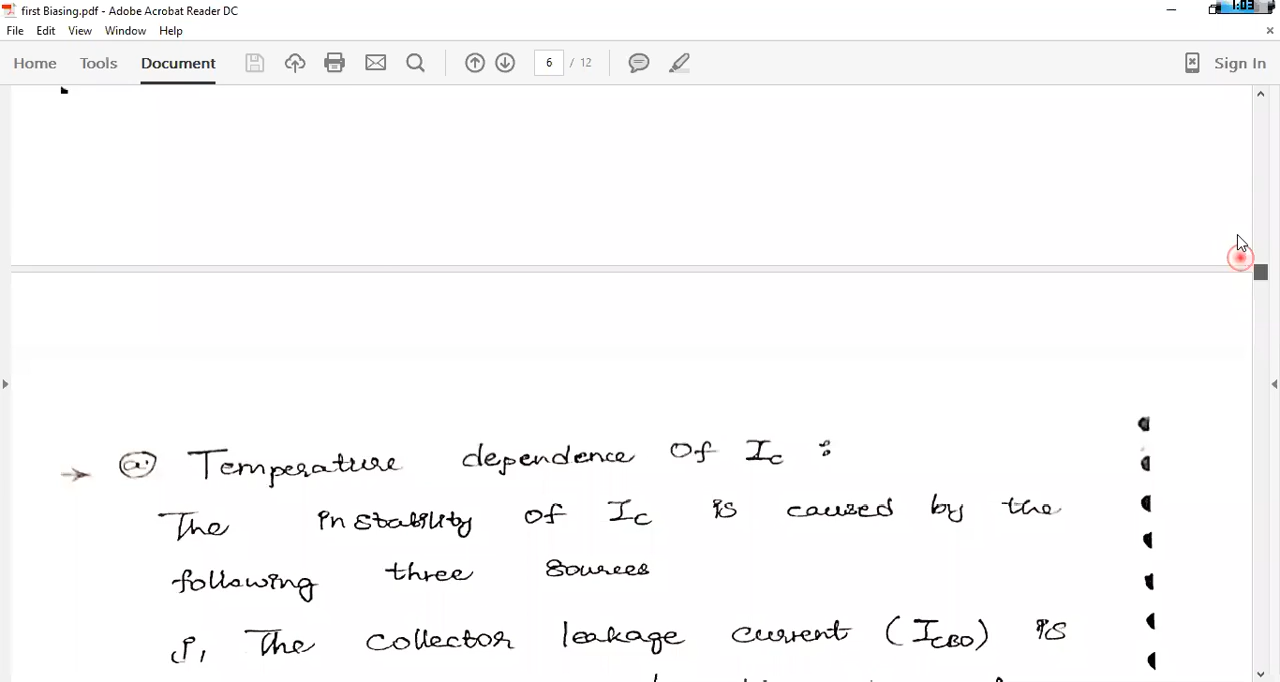 first Biasing.pdf - Adobe Acrobat Reader DC
1:03
File Edit View Window Help
Home Tools Document 6 / 12 Sign In
→ (a) Temperature dependence of Ic :
The instability of Ic is caused by the
following three sources
i, The collector leakage current (ICBO) is